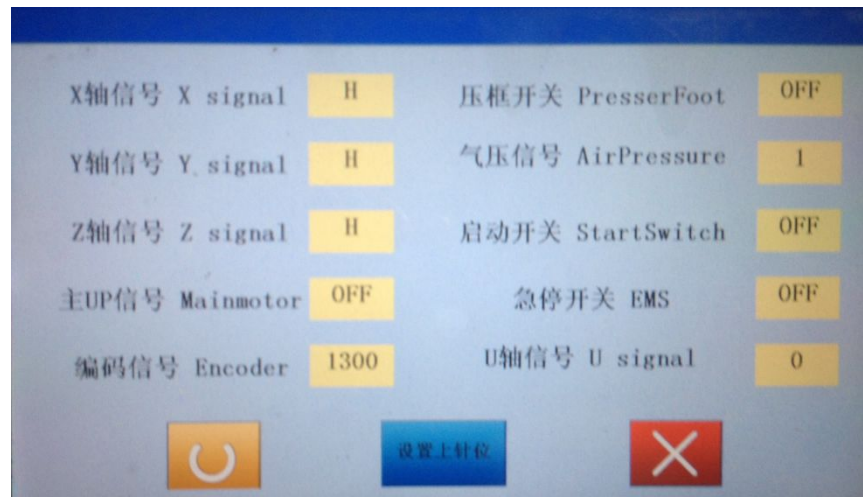 X轴信号 X signal H 压框开关 PresserFoot OFF
Y轴信号 Y signal H 气压信号 AirPressure 1
Z轴信号 Z signal H 启动开关 StartSwitch OFF
主UP信号 Mainmotor OFF 急停开关 EMS OFF
编码信号 Encoder 1300 U轴信号 U signal 0
设置上针位